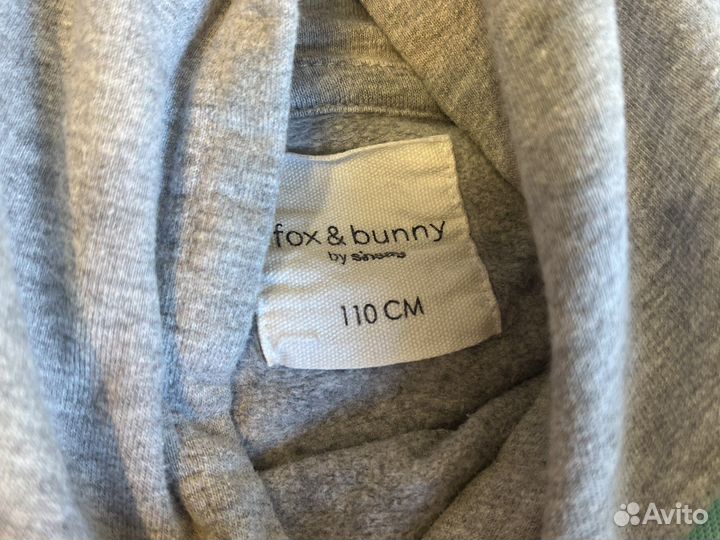 fox & bunny
by sinsay
110 CM
Avito